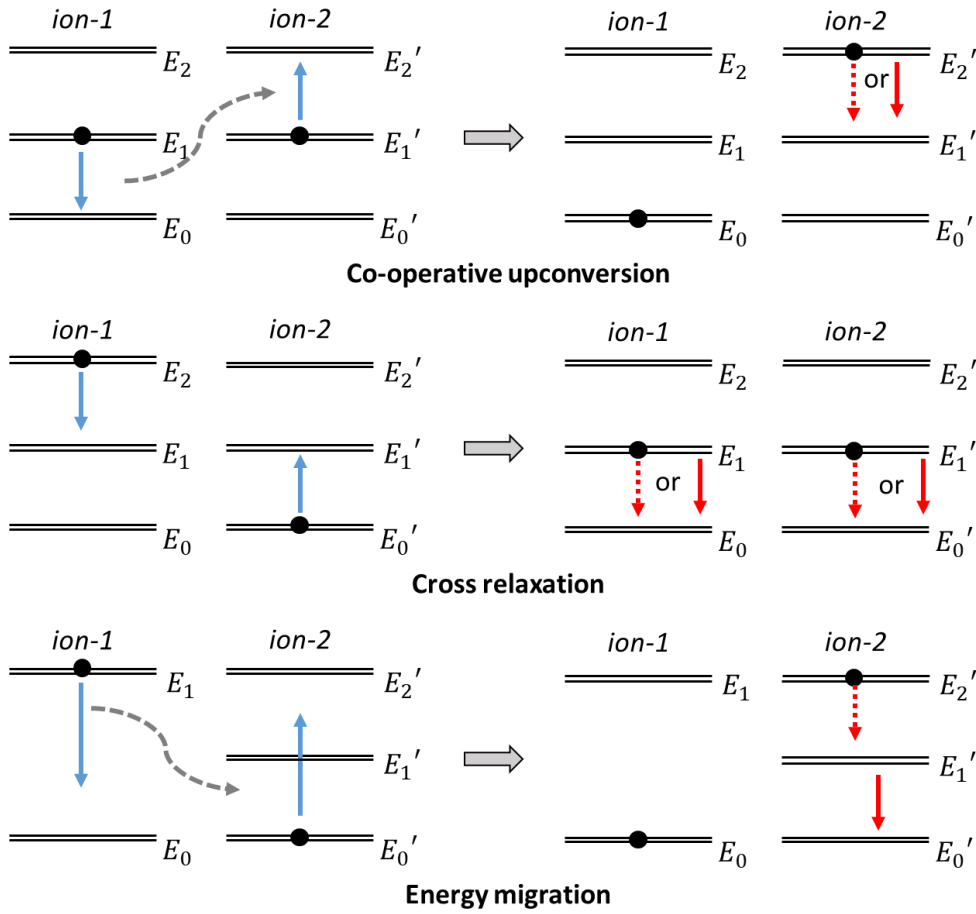 ion-1 ion-2 ion-1 ion-2
E₂ E₂′ E₂ E₂′
or
E₁ E₁′ E₁ E₁′
E₀ E₀′ E₀ E₀′
Co-operative upconversion
ion-1 ion-2 ion-1 ion-2
E₂ E₂′ E₂ E₂′
E₁ E₁′ E₁ E₁′
or or
E₀ E₀′ E₀ E₀′
Cross relaxation
ion-1 ion-2 ion-1 ion-2
E₁ E₂′ E₁ E₂′
E₁′ E₁′
E₀ E₀′ E₀ E₀′
Energy migration